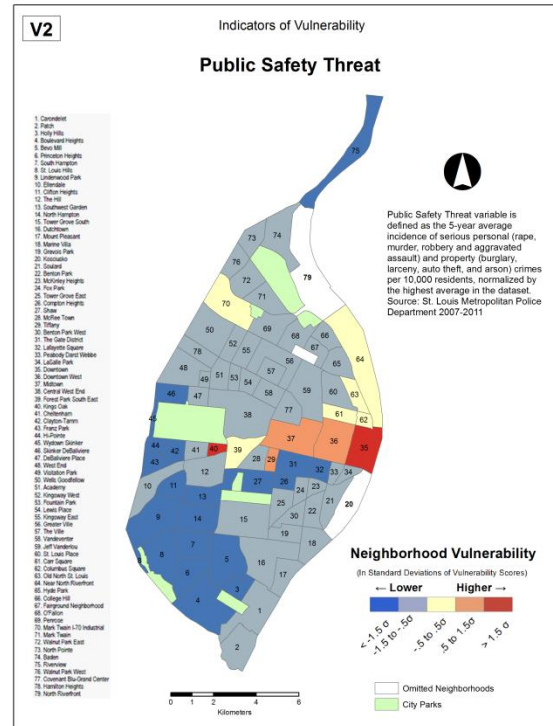 V2
Indicators of Vulnerability
Public Safety Threat
1. Carondelet
2. Patch
3. Holly Hills
4. Boulevard Heights
5. Bevo Mill
6. Princeton Heights
7. South Hampton
8. St. Louis Hills
9. Lindenwood Park
10. Ellendale
11. Clifton Heights
12. The Hill
13. Southwest Garden
14. North Hampton
15. Tower Grove South
16. Dutchtown
17. Mount Pleasant
18. Marine Villa
19. Gravois Park
20. Kosciusko
21. Soulard
22. Benton Park
23. McKinley Heights
24. Fox Park
25. Tower Grove East
26. Compton Heights
27. Shaw
28. McRee Town
29. Tiffany
30. Benton Park West
31. The Gate District
32. Lafayette Square
33. Peabody Darst Webbe
34. LaSalle Park
35. Downtown
36. Downtown West
37. Midtown
38. Central West End
39. Forest Park South East
40. Kings Oak
41. Cheltenham
42. Clayton-Tamm
43. Franz Park
44. Hi-Pointe
45. Wydown Skinker
46. Skinker DeBaliviere
47. DeBaliviere Place
48. West End
49. Visitation Park
50. Wells Goodfellow
51. Academy
52. Kingsway West
53. Fountain Park
54. Lewis Place
55. Kingsway East
56. Greater Ville
57. The Ville
58. Vandeventer
59. Jeff Vanderlou
60. St. Louis Place
61. Carr Square
62. Columbus Square
63. Old North St. Louis
64. Near North Riverfront
65. Hyde Park
66. College Hill
67. Fairground Neighborhood
68. O'Fallon
69. Penrose
70. Mark Twain I-70 Industrial
71. Mark Twain
72. Walnut Park East
73. North Pointe
74. Baden
75. Riverview
76. Walnut Park West
77. Covenant Blu-Grand Center
78. Hamilton Heights
79. North Riverfront
75
74
73
76
79
72
71
70
69
50
68
66
67
64
52
55
56
78
65
57
48
51
53
54
59
60
63
49
58
46
47
38
77
61
62
45
37
36
35
44
42
41
40
39
28
29
43
31
32
33
34
12
27
26
24
23
10
11
25
22
21
20
13
30
9
14
15
19
18
7
5
16
8
6
17
3
4
1
2
Public Safety Threat variable is
defined as the 5-year average
incidence of serious personal (rape,
murder, robbery and aggravated
assault) and property (burglary,
larceny, auto theft, and arson) crimes
per 10,000 residents, normalized by
the highest average in the dataset.
Source: St. Louis Metropolitan Police
Department 2007-2011
Neighborhood Vulnerability
(In Standard Deviations of Vulnerability Scores)
← Lower Higher →
< -1.5 σ
-1.5 to -.5σ
-.5 to .5σ
.5 to 1.5σ
> 1.5 σ
Omitted Neighborhoods
City Parks
0 1 2 4 6
Kilometers